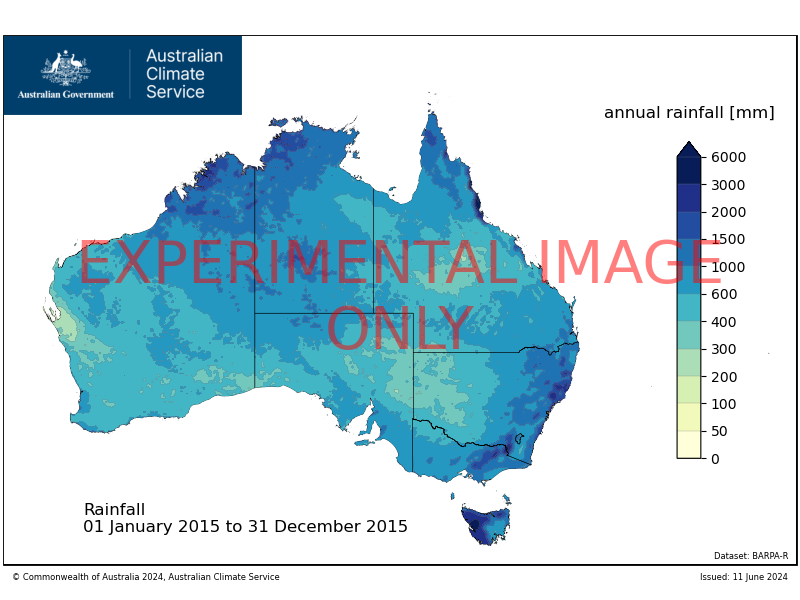 Australian
Climate
Service
Australian Government
annual rainfall [mm]
6000
3000
2000
1500
1000
600
400
300
200
100
50
0
EXPERIMENTAL IMAGE
ONLY
Rainfall
01 January 2015 to 31 December 2015
Dataset: BARPA-R
© Commonwealth of Australia 2024, Australian Climate Service
Issued: 11 June 2024